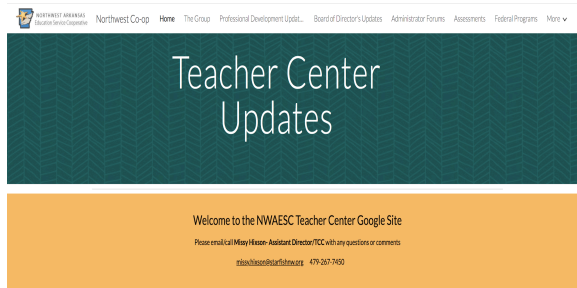 NORTHWEST ARKANSAS
Education Service Cooperative
Northwest Co-op Home The Group Professional Development Updat... Board of Director's Updates Administrator Forums Assessments Federal Programs More
Teacher Center
Updates
Welcome to the NWAESC Teacher Center Google Site
Please email/call Missy Hixson- Assistant Director/TCC with any questions or comments
missy.hixson@starfishnw.org 479-267-7450